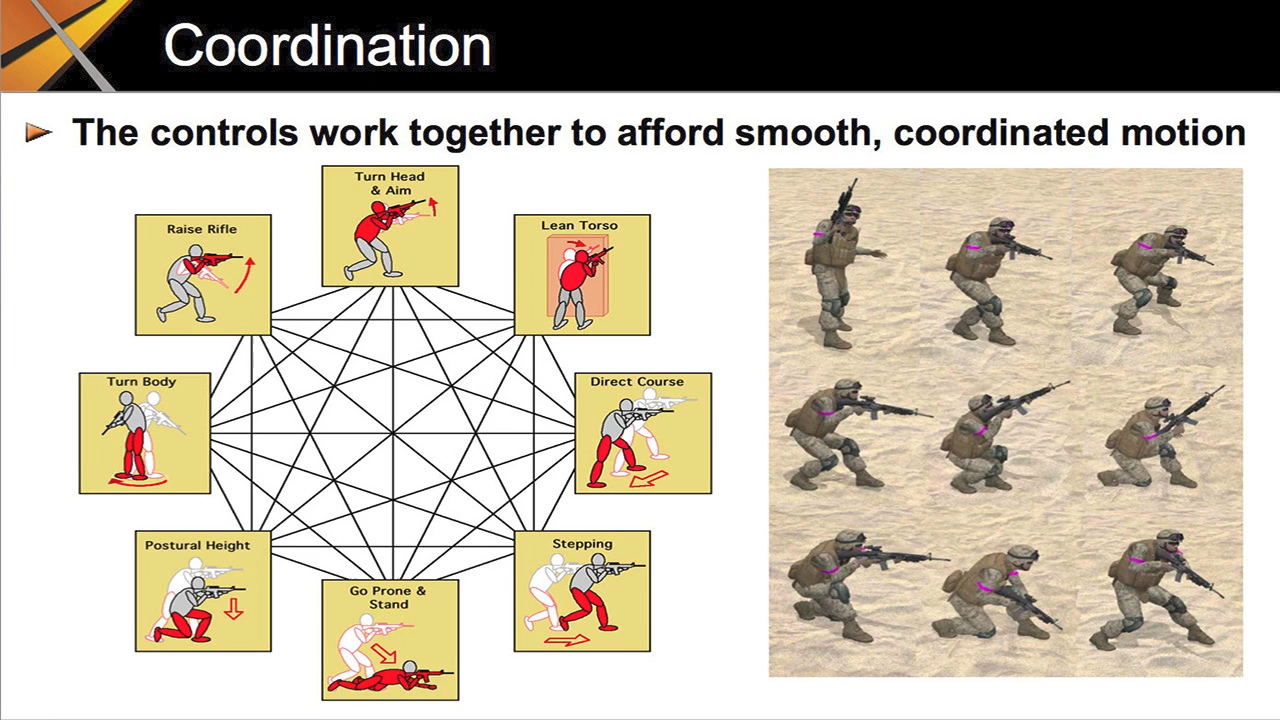 Coordination
The controls work together to afford smooth, coordinated motion
Turn Head
& Aim
Raise Rifle
Lean Torso
Turn Body
Direct Course
Postural Height
Stepping
Go Prone &
Stand